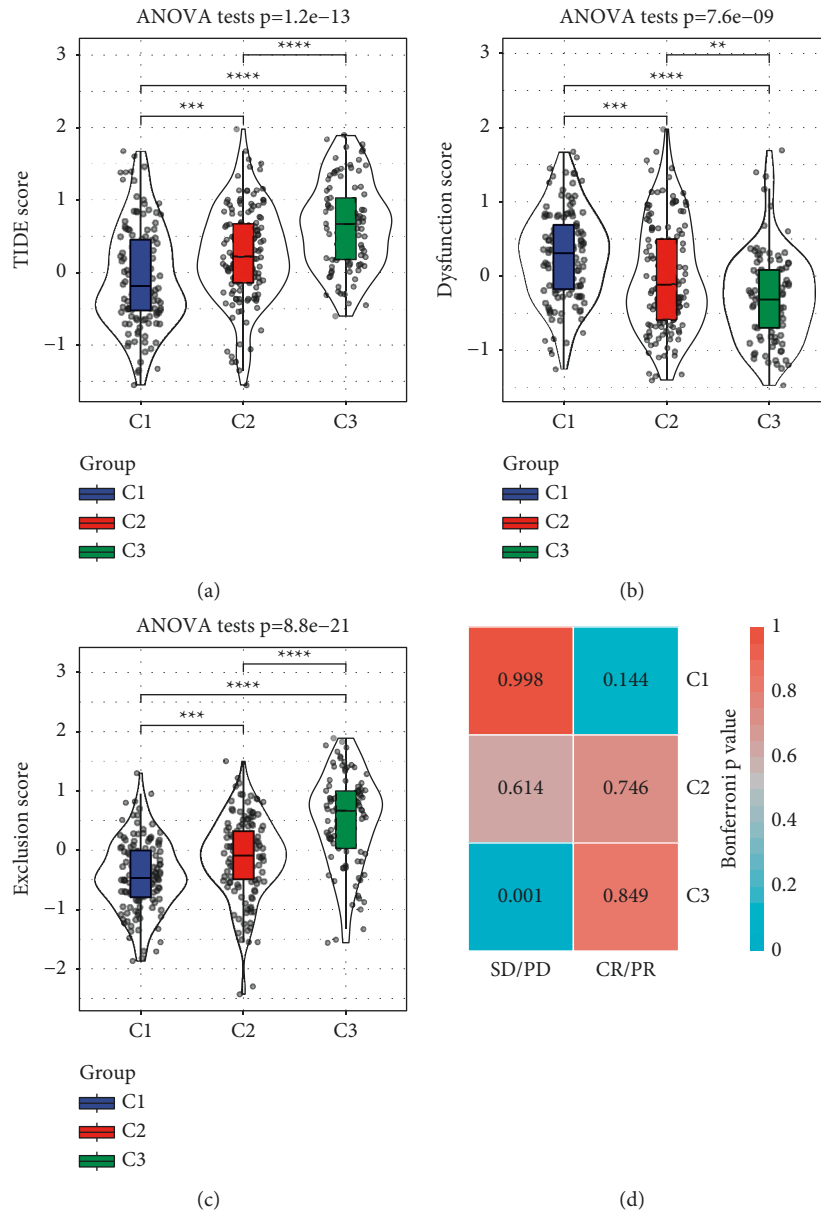 ANOVA tests p=1.2e−13
TIDE score
3
2
1
0
−1
****
****
***
C1 C2 C3
Group
C1
C2
C3
(a)
ANOVA tests p=7.6e−09
Dysfunction score
3
2
1
0
−1
**
****
***
C1 C2 C3
Group
C1
C2
C3
(b)
ANOVA tests p=8.8e−21
Exclusion score
3
2
1
0
−1
−2
****
****
***
C1 C2 C3
Group
C1
C2
C3
(c)
0.998 0.144 C1
0.614 0.746 C2
0.001 0.849 C3
SD/PD CR/PR
Bonferroni p value
1
0.8
0.6
0.4
0.2
0
(d)